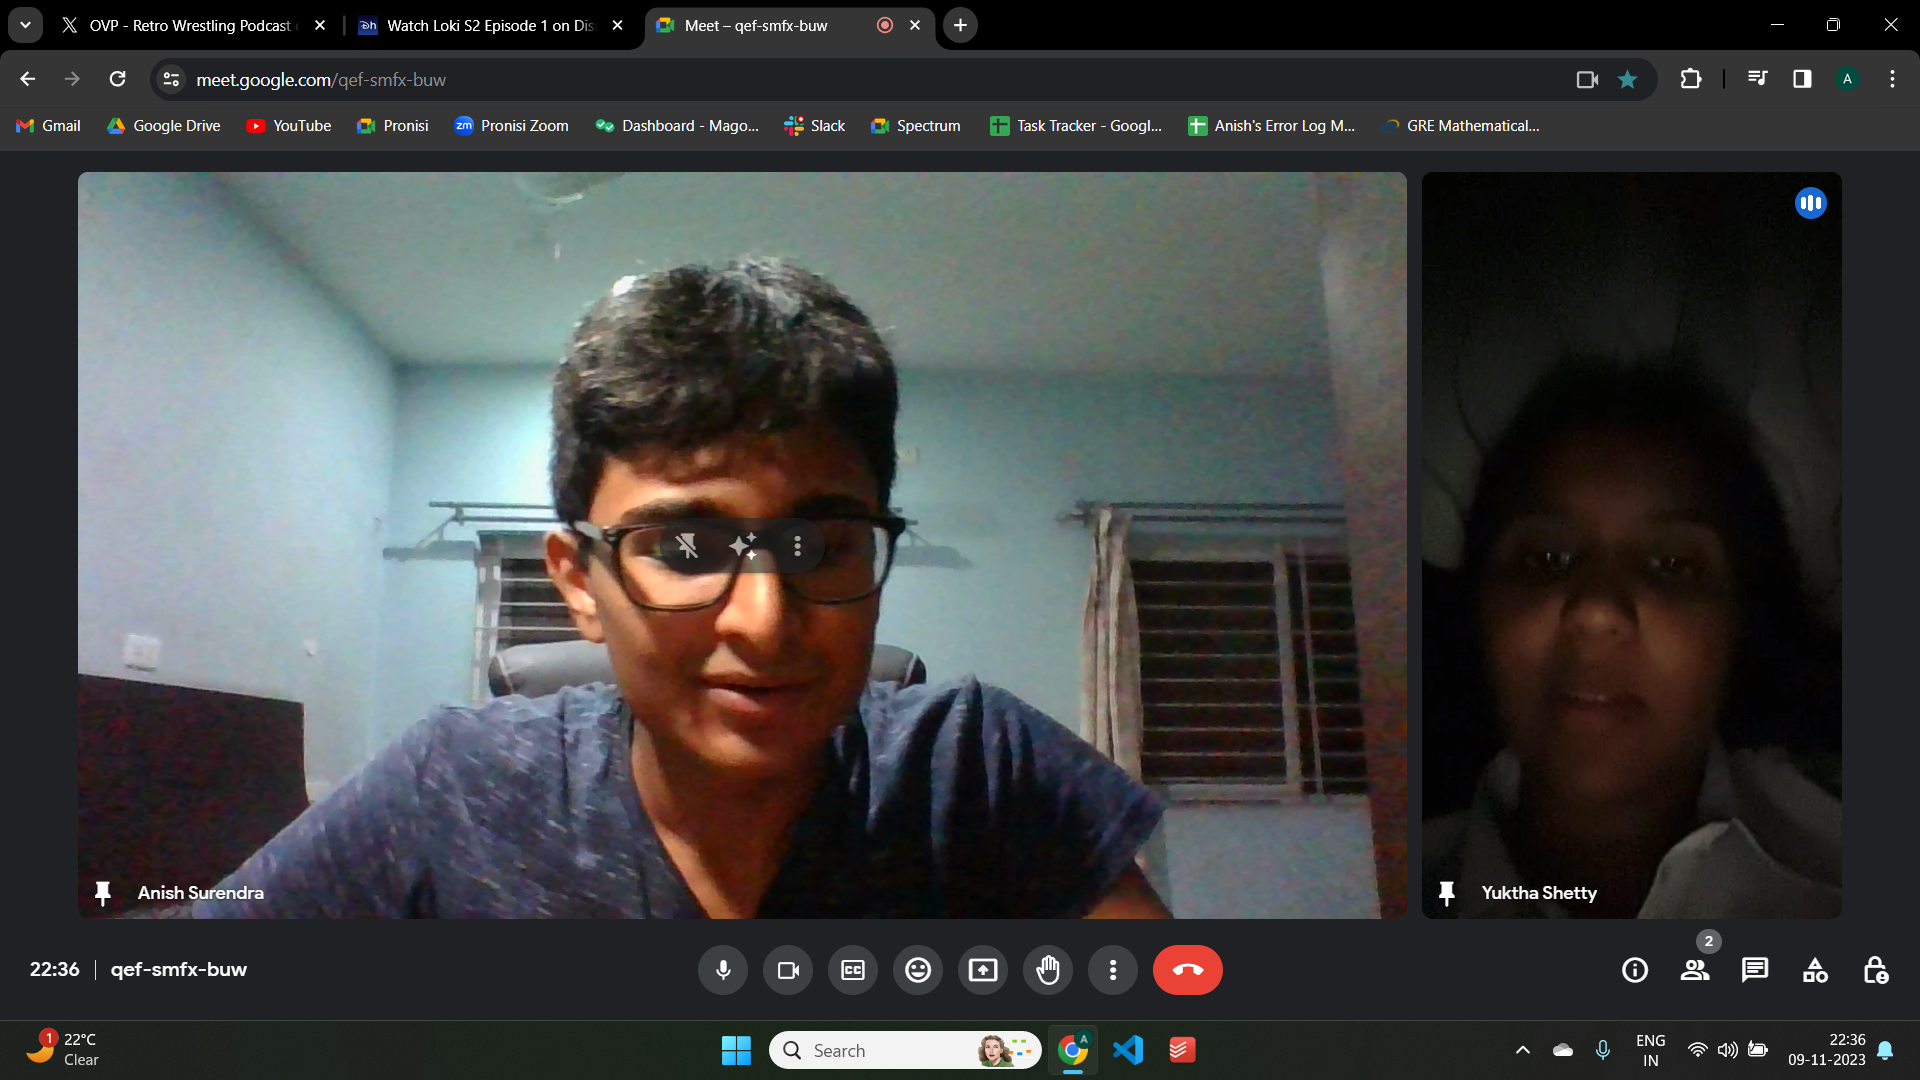 OVP - Retro Wrestling Podcast
Watch Loki S2 Episode 1 on Dis
Meet – qef-smfx-buw
meet.google.com/qef-smfx-buw
A
Gmail
Google Drive
YouTube
Pronisi
zm
Pronisi Zoom
Dashboard - Mago...
Slack
Spectrum
Task Tracker - Googl...
Anish's Error Log M...
GRE Mathematical...
Anish Surendra
Yuktha Shetty
22:36
qef-smfx-buw
CC
2
1
22°C
Clear
Search
A
ENG
IN
22:36
09-11-2023